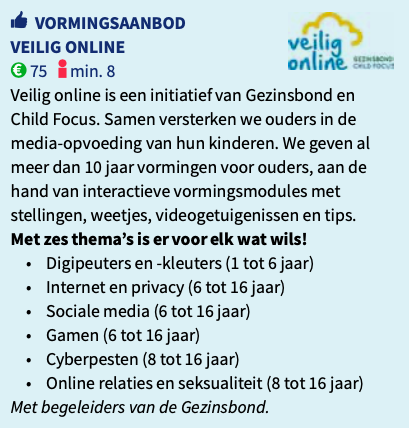 VORMINGSAANBOD
VEILIG ONLINE
€ 75 min. 8
veilig
online
GEZINSBOND
CHILD FOCUS
Veilig online is een initiatief van Gezinsbond en
Child Focus. Samen versterken we ouders in de
media-opvoeding van hun kinderen. We geven al
meer dan 10 jaar vormingen voor ouders, aan de
hand van interactieve vormingsmodules met
stellingen, weetjes, videogetuigenissen en tips.
Met zes thema’s is er voor elk wat wils!
• Digipeuters en -kleuters (1 tot 6 jaar)
• Internet en privacy (6 tot 16 jaar)
• Sociale media (6 tot 16 jaar)
• Gamen (6 tot 16 jaar)
• Cyberpesten (8 tot 16 jaar)
• Online relaties en seksualiteit (8 tot 16 jaar)
Met begeleiders van de Gezinsbond.